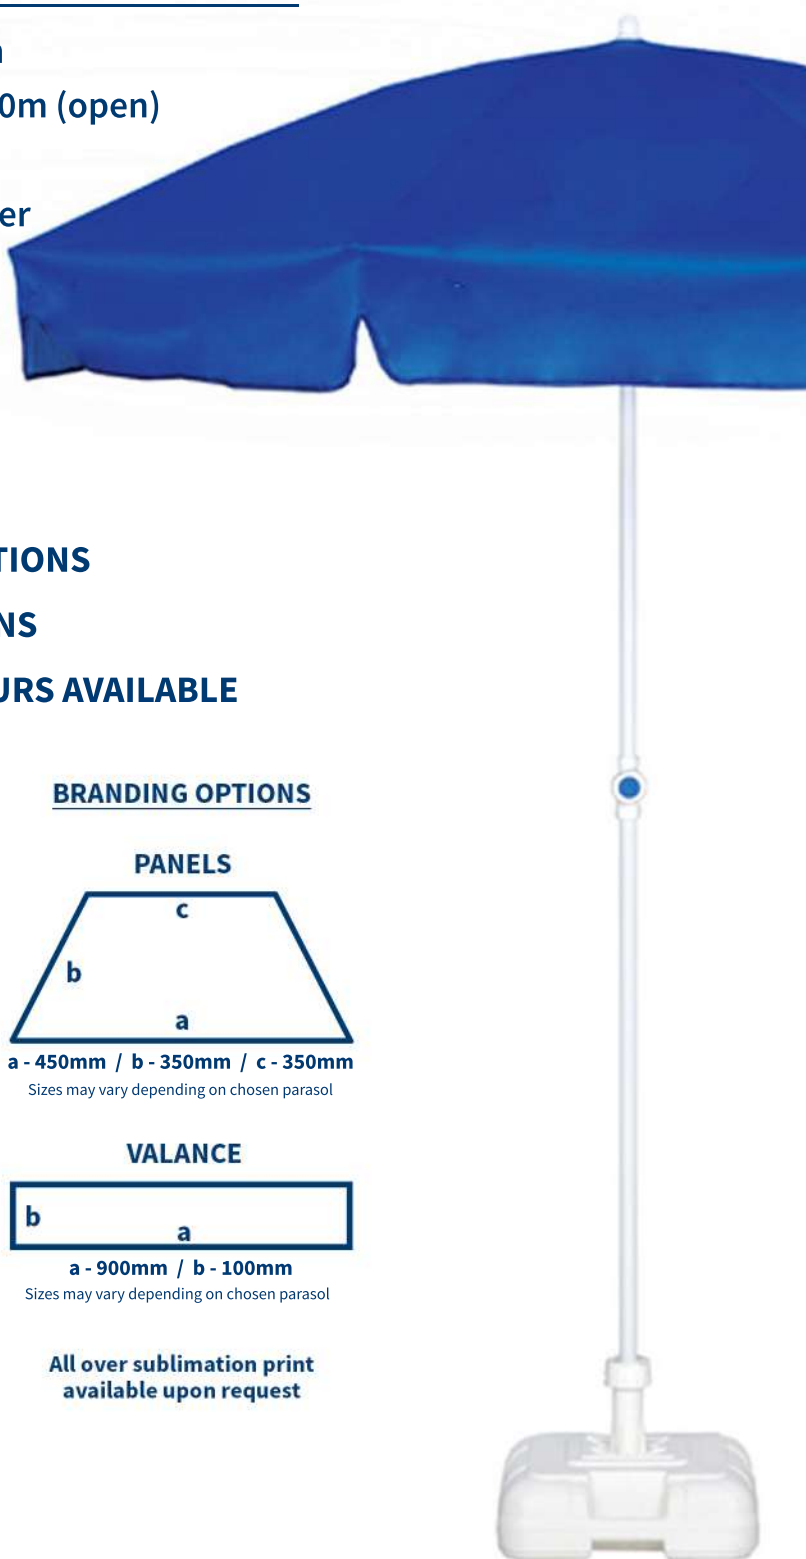 0m (open)
er
TIONS
NS
URS AVAILABLE
BRANDING OPTIONS
PANELS
c
b
a
a - 450mm / b - 350mm / c - 350mm
Sizes may vary depending on chosen parasol
VALANCE
b
a
a - 900mm / b - 100mm
Sizes may vary depending on chosen parasol
All over sublimation print
available upon request